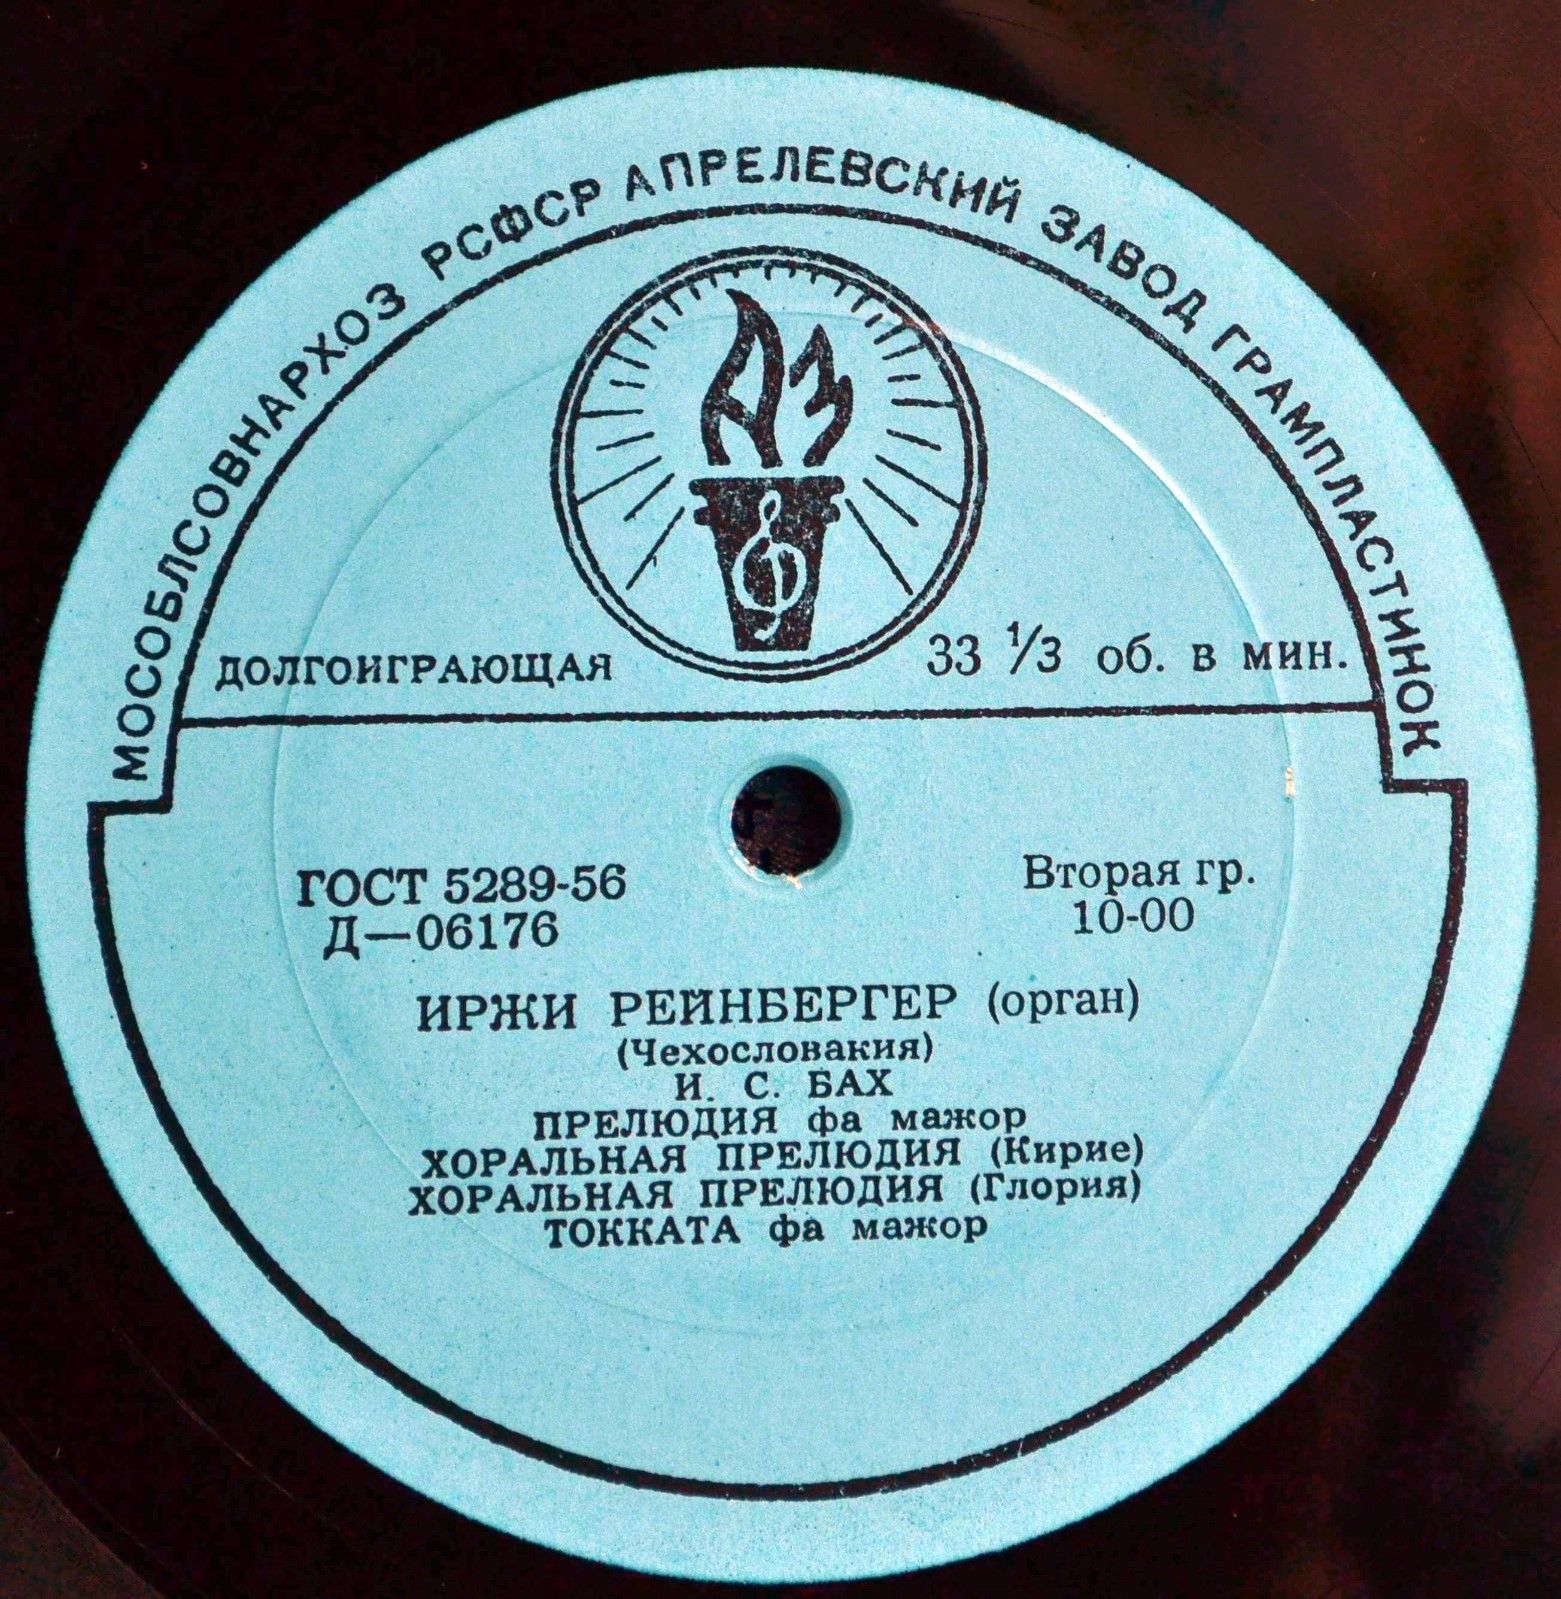 МОСОБЛСОВНАРХОЗ РСФСР АПРЕЛЕВСКИЙ ЗАВОД ГРАМПЛАСТИНОК
АЗ
ДОЛГОИГРАЮЩАЯ
33 1/3 об. в мин.
ГОСТ 5289-56
Д—06176
Вторая гр.
10-00
ИРЖИ РЕЙНБЕРГЕР (орган)
(Чехословакия)
И. С. БАХ
ПРЕЛЮДИЯ фа мажор
ХОРАЛЬНАЯ ПРЕЛЮДИЯ (Кирие)
ХОРАЛЬНАЯ ПРЕЛЮДИЯ (Глория)
ТОККАТА фа мажор